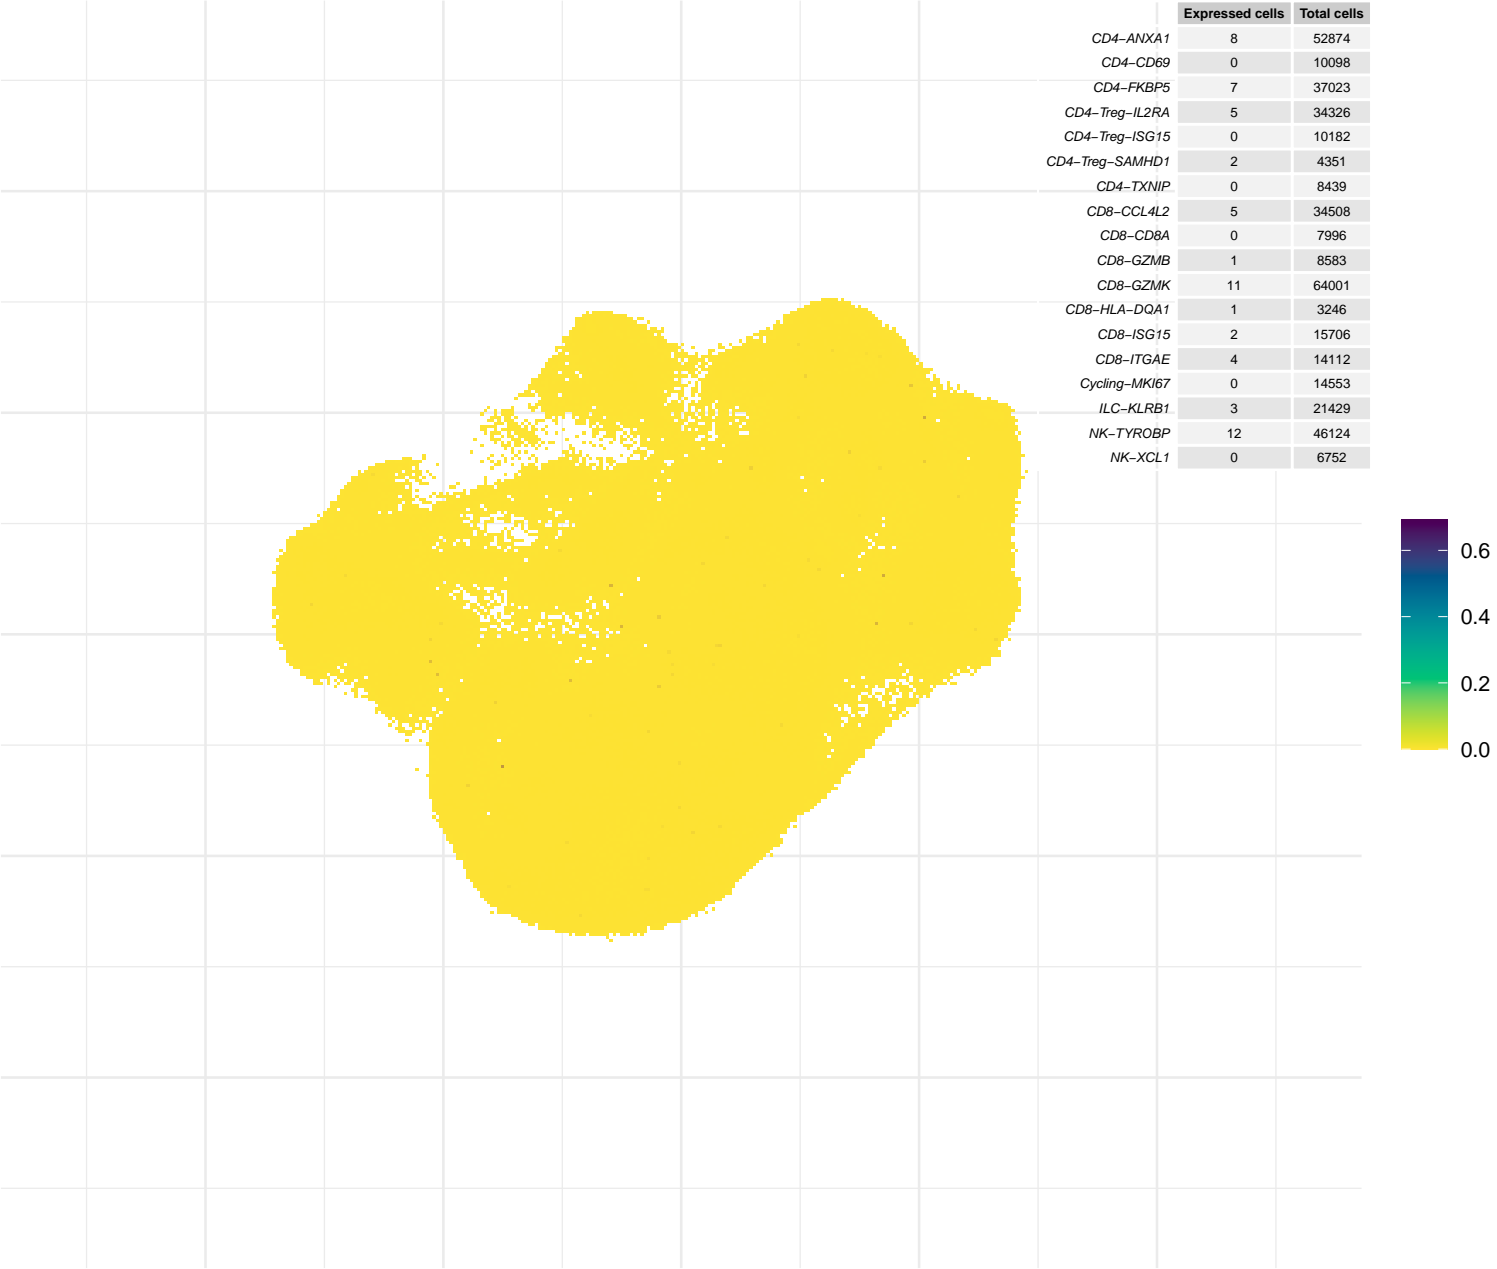 Expressed cells Total cells
CD4−ANXA1 8 52874
CD4−CD69 0 10098
CD4−FKBP5 7 37023
CD4−Treg−IL2RA 5 34326
CD4−Treg−ISG15 0 10182
CD4−Treg−SAMHD1 2 4351
CD4−TXNIP 0 8439
CD8−CCL4L2 5 34508
CD8−CD8A 0 7996
CD8−GZMB 1 8583
CD8−GZMK 11 64001
CD8−HLA−DQA1 1 3246
CD8−ISG15 2 15706
CD8−ITGAE 4 14112
Cycling−MKI67 0 14553
ILC−KLRB1 3 21429
NK−TYROBP 12 46124
NK−XCL1 0 6752
0.6
0.4
0.2
0.0